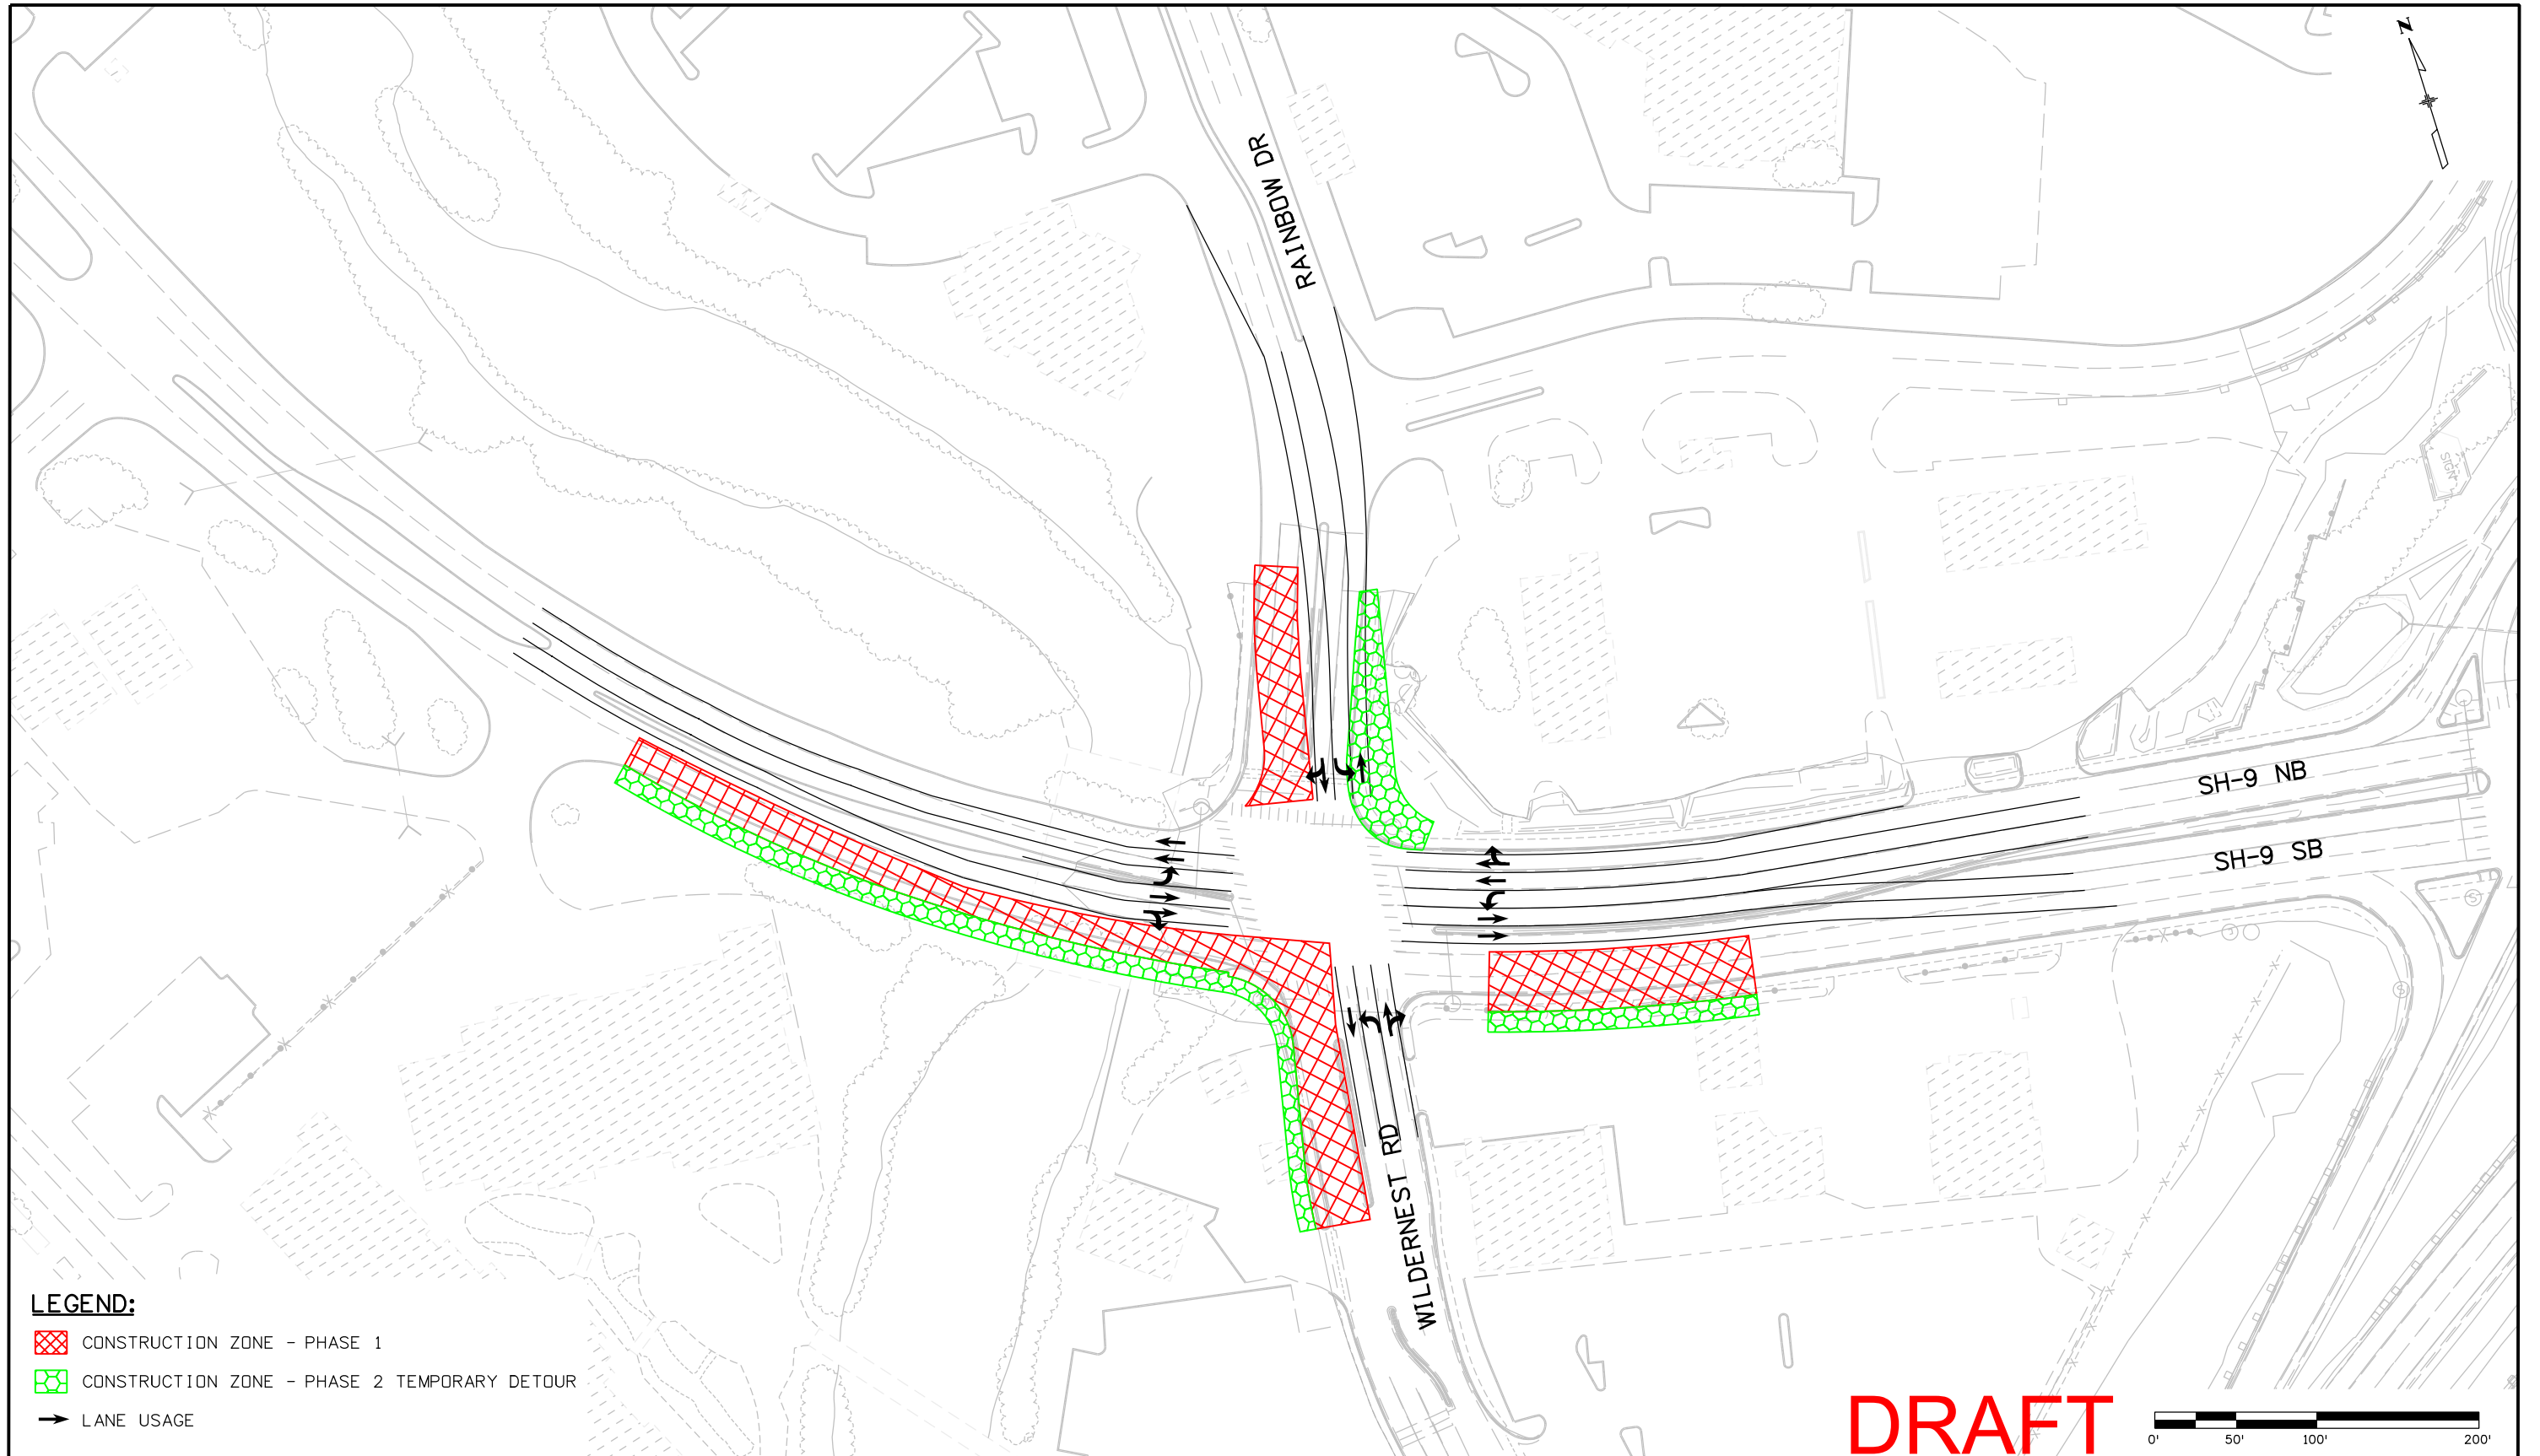 N
RAINBOW DR
SIGN
SH-9 NB
SH-9 SB
S
S
S
WILDERNEST RD
LEGEND:
CONSTRUCTION ZONE - PHASE 1
CONSTRUCTION ZONE - PHASE 2 TEMPORARY DETOUR
LANE USAGE
DRAFT
0' 50' 100' 200'